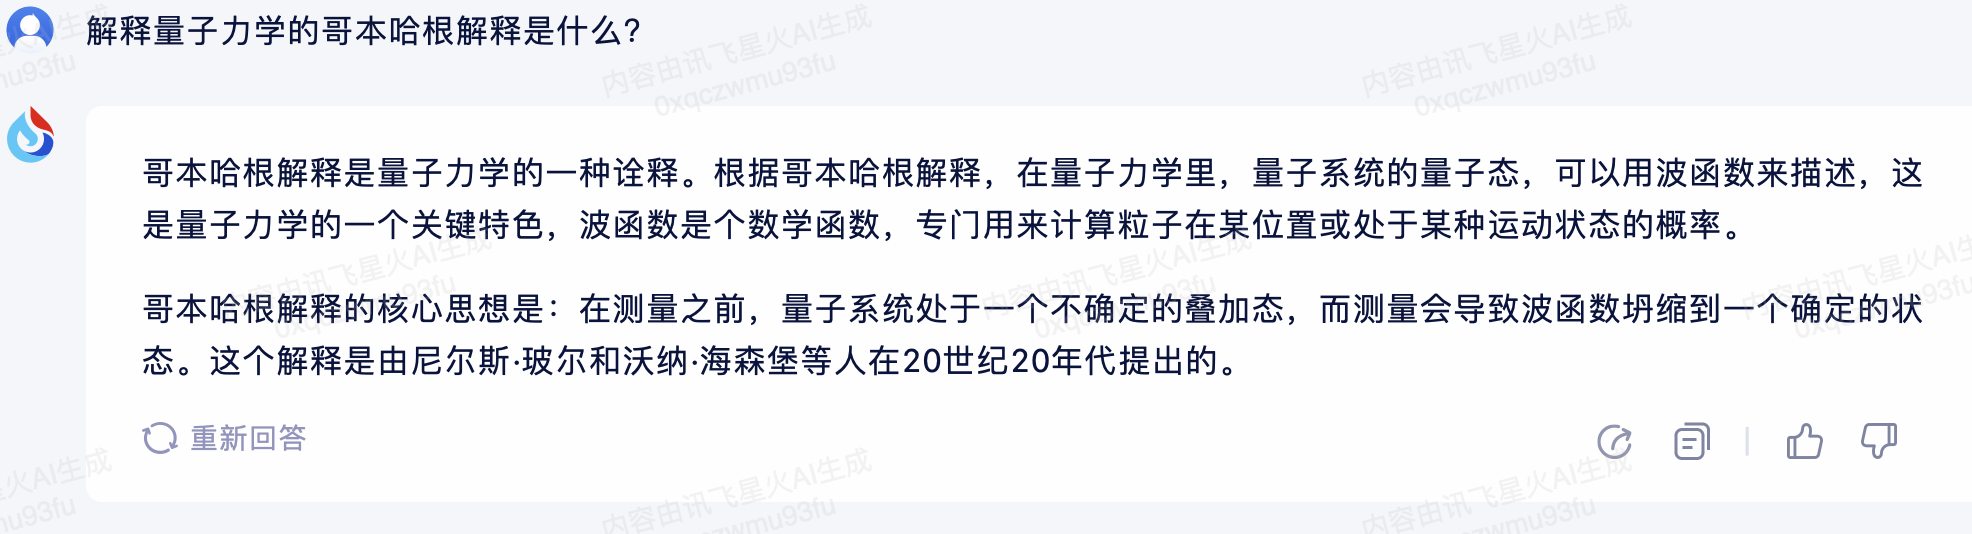 解释量子力学的哥本哈根解释是什么?
哥本哈根解释是量子力学的一种诠释。根据哥本哈根解释，在量子力学里，量子系统的量子态，可以用波函数来描述，这
是量子力学的一个关键特色，波函数是个数学函数，专门用来计算粒子在某位置或处于某种运动状态的概率。
哥本哈根解释的核心思想是：在测量之前，量子系统处于一个不确定的叠加态，而测量会导致波函数坍缩到一个确定的状
态。这个解释是由尼尔斯·玻尔和沃纳·海森堡等人在20世纪20年代提出的。
重新回答
内容由讯飞星火AI生成
0xqczwmu93fu